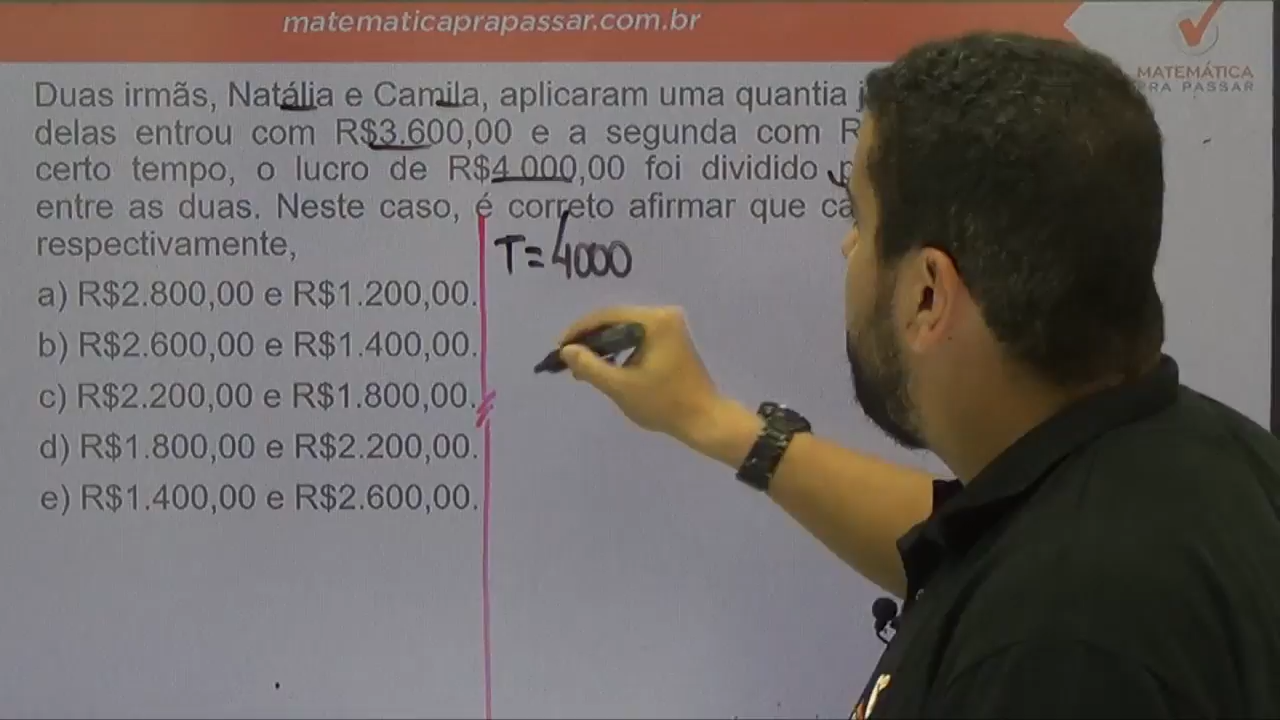 matematicaprapassar.com.br
MATEMÁTICA
PRA PASSAR
Duas irmãs, Natália e Camila, aplicaram uma quantia
delas entrou com R$3.600,00 e a segunda com
certo tempo, o lucro de R$4.000,00 foi dividido
entre as duas. Neste caso, é correto afirmar que
respectivamente,
T=4000
a) R$2.800,00 e R$1.200,00.
b) R$2.600,00 e R$1.400,00.
c) R$2.200,00 e R$1.800,00.
d) R$1.800,00 e R$2.200,00.
e) R$1.400,00 e R$2.600,00.